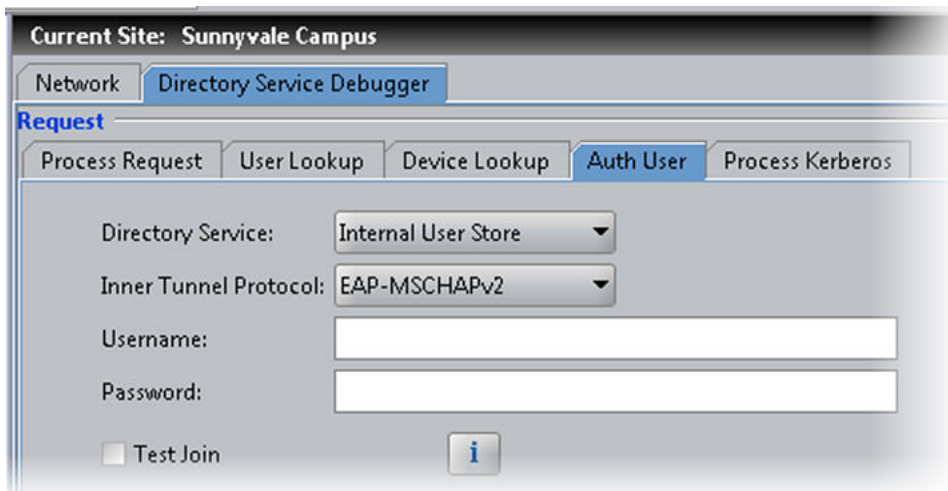 Current Site: Sunnyvale Campus
Network Directory Service Debugger
Request
Process Request User Lookup Device Lookup Auth User Process Kerberos
Directory Service: Internal User Store
Inner Tunnel Protocol: EAP-MSCHAPv2
Username:
Password:
Test Join i